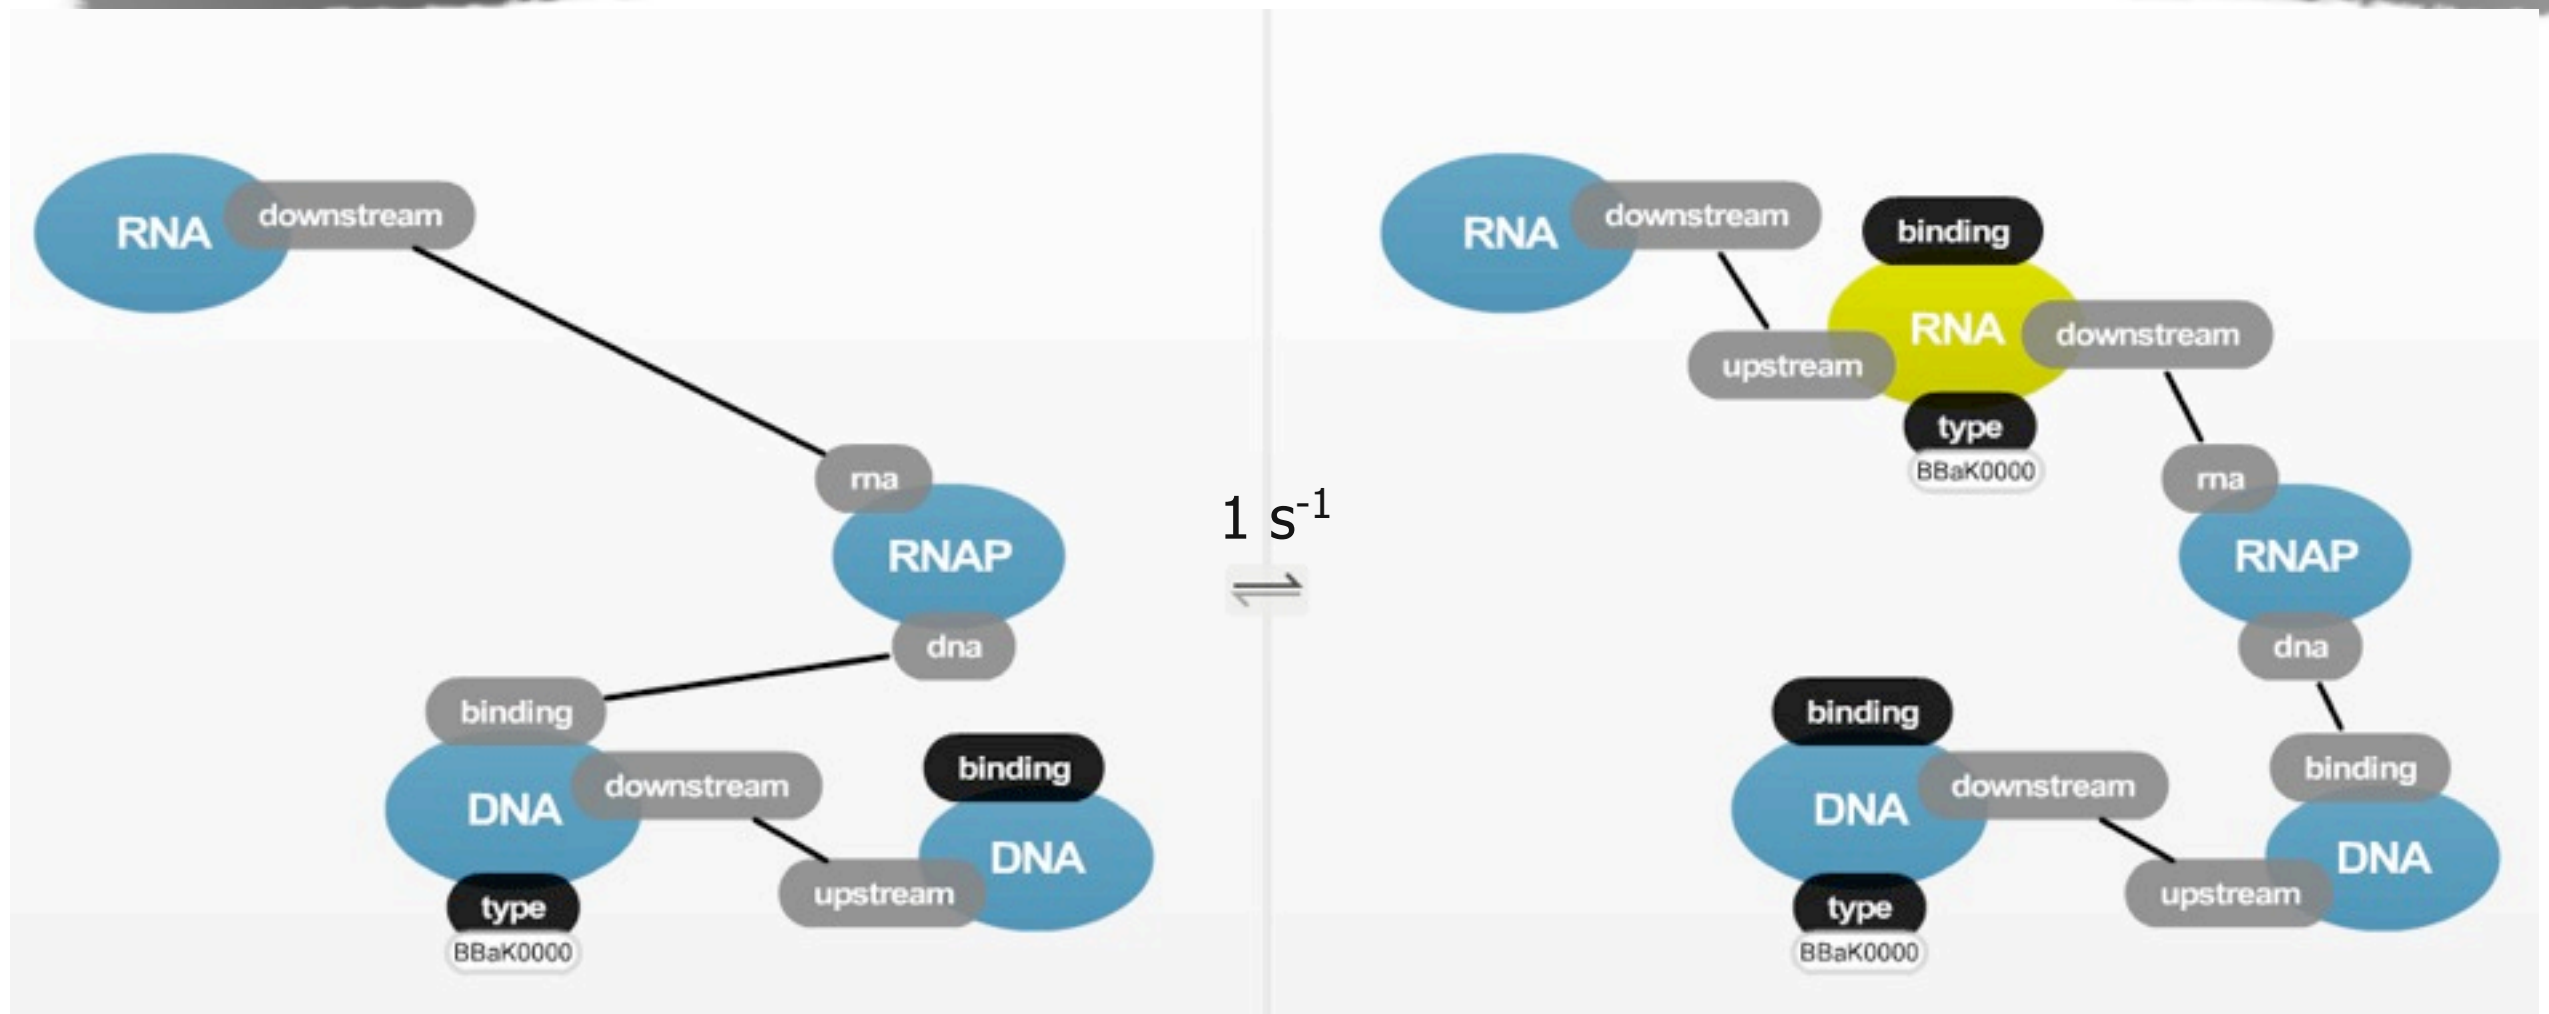 RNA
downstream
rna
RNAP
dna
binding
DNA
downstream
type
BBaK0000
binding
DNA
upstream
1 s-1
⇌
RNA
downstream
binding
RNA
upstream
downstream
type
BBaK0000
rna
RNAP
dna
binding
DNA
downstream
type
BBaK0000
binding
DNA
upstream